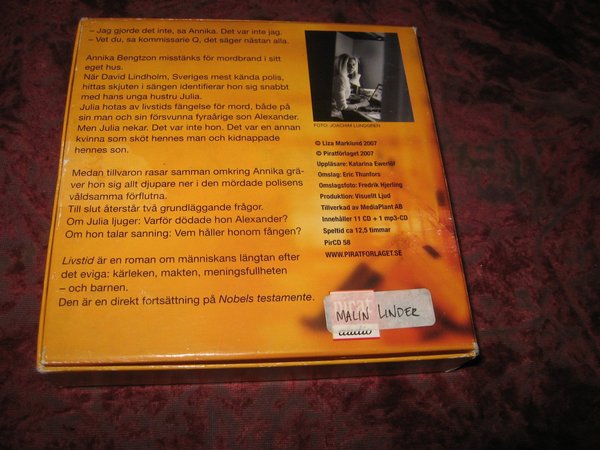 – Jag gjorde det inte, sa Annika. Det var inte jag.
– Vet du, sa kommissarie Q, det säger nästan alla.
Annika Bengtzon misstänks för mordbrand i sitt
eget hus.
När David Lindholm, Sveriges mest kända polis,
hittas skjuten i sängen identifierar hon sig snabbt
med hans unga hustru Julia.
Julia hotas av livstids fängelse för mord, både på
sin man och sin försvunna fyraårige son Alexander.
Men Julia nekar. Det var inte hon. Det var en annan
kvinna som sköt hennes man och kidnappade
hennes son.
Medan tillvaron rasar samman omkring Annika grä-
ver hon sig allt djupare ner i den mördade polisens
våldsamma förflutna.
Till slut återstår två grundläggande frågor.
Om Julia ljuger: Varför dödade hon Alexander?
Om hon talar sanning: Vem håller honom fången?
Livstid är en roman om människans längtan efter
det eviga: kärleken, makten, meningsfullheten
– och barnen.
Den är en direkt fortsättning på Nobels testamente.
FOTO: JOACHIM LUNDGREN
© Liza Marklund 2007
© Piratförlaget 2007
Uppläsare: Katarina Ewerlöf
Omslag: Eric Thunfors
Omslagsfoto: Fredrik Hjerling
Produktion: Visuellt Ljud
Tillverkad av MediaPlant AB
Innehåller 11 CD + 1 mp3-CD
Speltid ca 12,5 timmar
PirCD 58
WWW.PIRATFORLAGET.SE
pirat
MALIN LINDER
audio